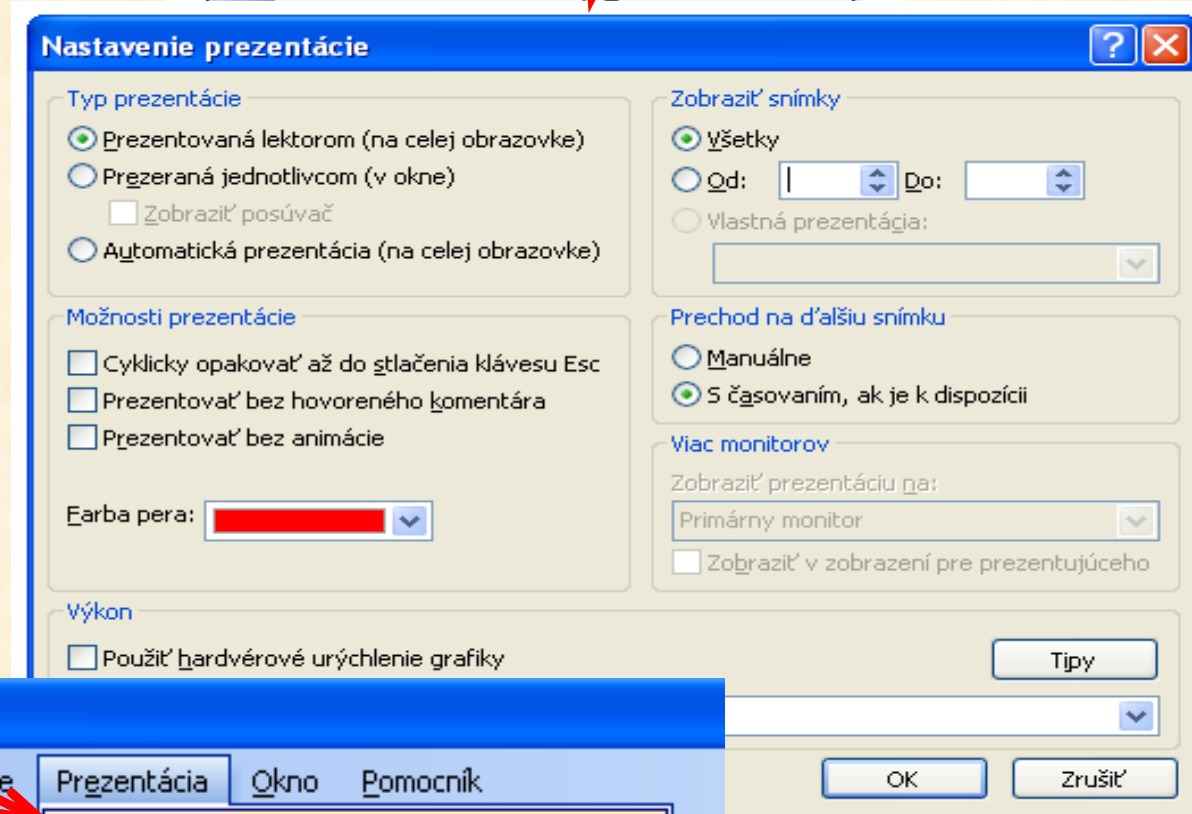 Nastavenie prezentácie
Typ prezentácie
Prezentovaná lektorom (na celej obrazovke)
Prezeraná jednotlivcom (v okne)
Zobraziť posúvač
Automatická prezentácia (na celej obrazovke)
Zobraziť snímky
Všetky
Od: Do:
Vlastná prezentácia:
Možnosti prezentácie
Cyklicky opakovať až do stlačenia klávesu Esc
Prezentovať bez hovoreného komentára
Prezentovať bez animácie
Farba pera:
Prechod na ďalšiu snímku
Manuálne
S časovaním, ak je k dispozícii
Viac monitorov
Zobraziť prezentáciu na:
Primárny monitor
Zobraziť v zobrazení pre prezentujúceho
Výkon
Použiť hardvérové urýchlenie grafiky
Tipy
OK Zrušiť
Prezentácia Okno Pomocník